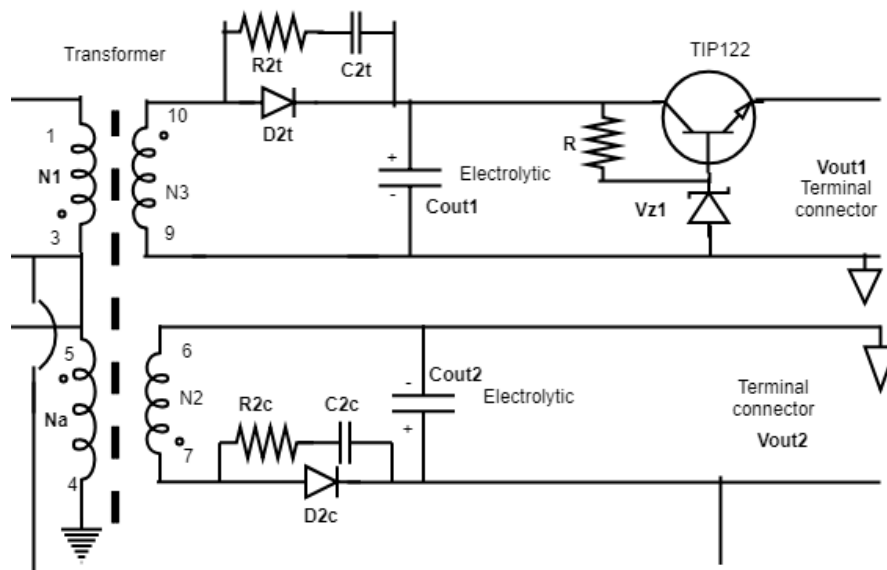 Transformer
TIP122
R2t
C2t
D2t
1
10
N1
N3
3
9
+
-
Electrolytic
Cout1
R
Vz1
Vout1
Terminal
connector
5
6
Na
N2
4
7
R2c
C2c
D2c
Cout2
-
+
Electrolytic
Terminal
connector
Vout2